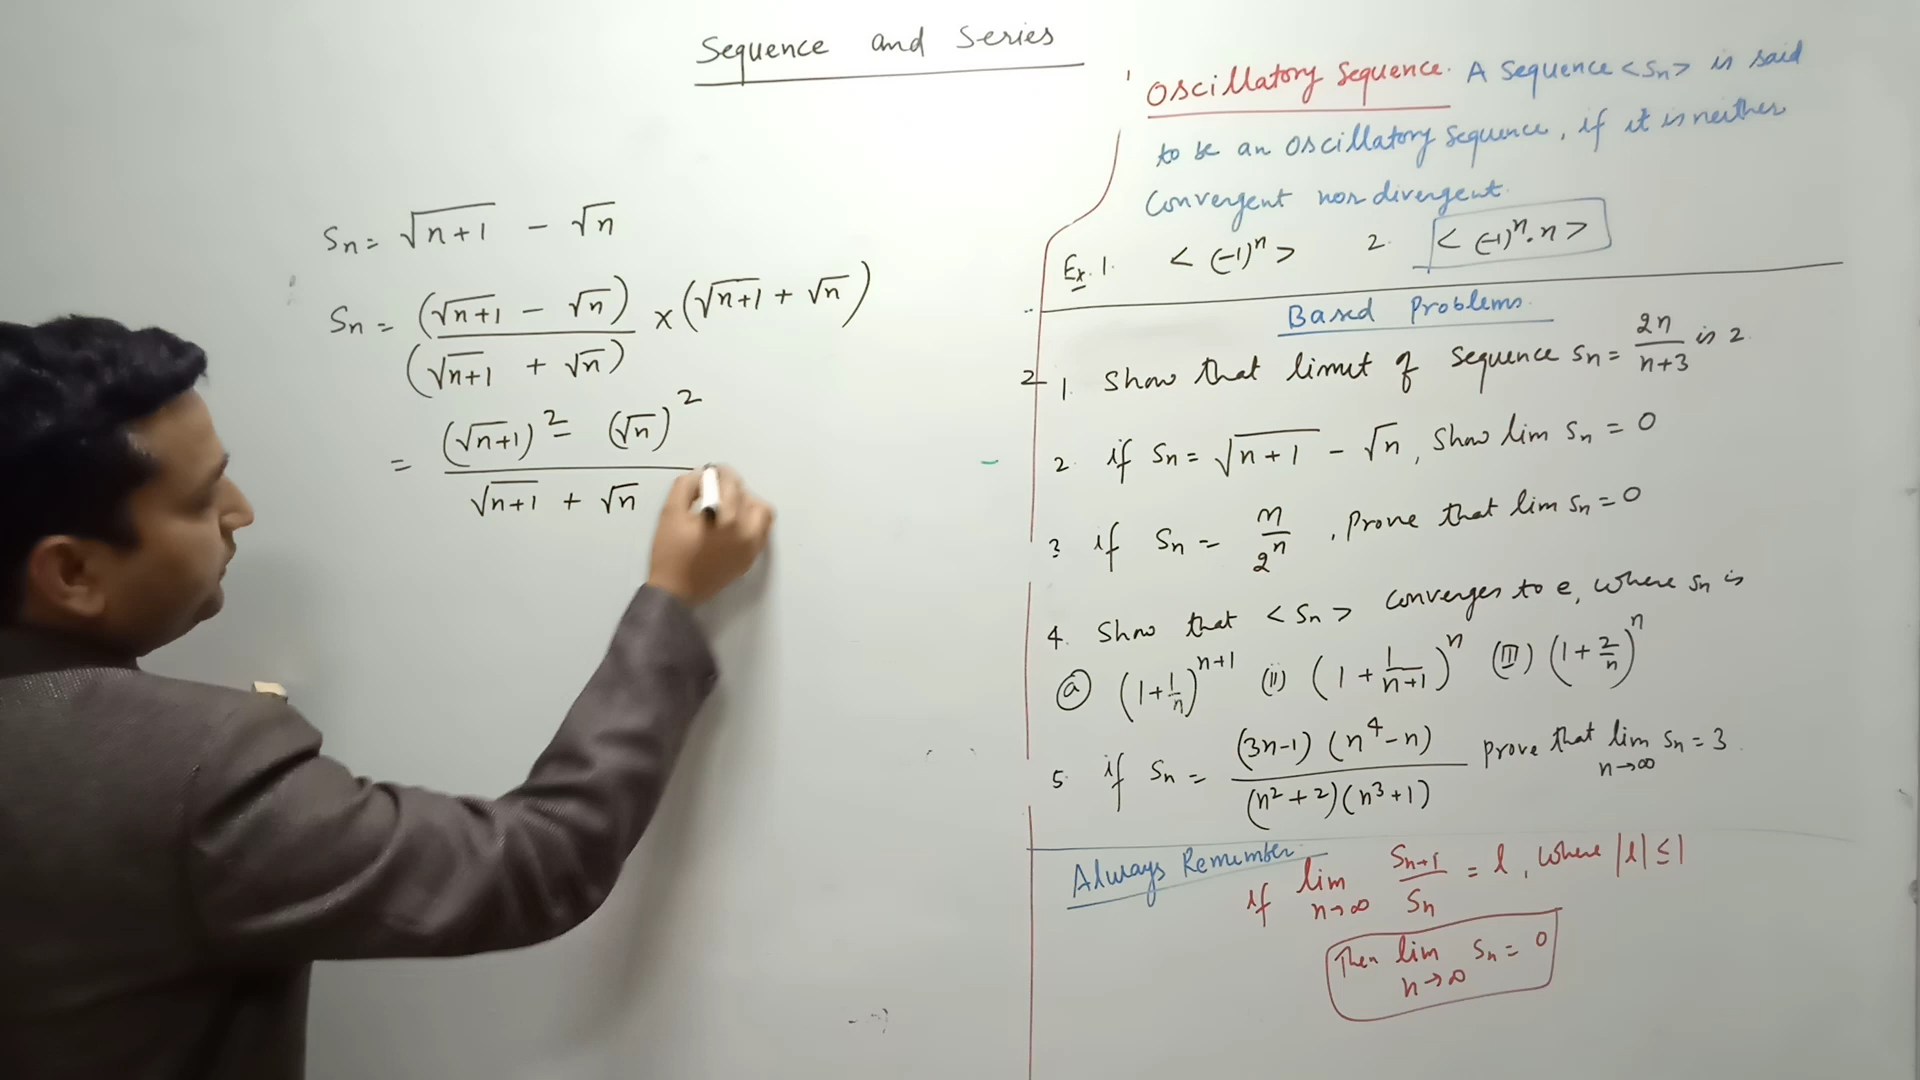 Sequence and Series
Sn = √n+1 - √n
Sn = (√n+1 - √n) / (√n+1 + √n) × (√n+1 + √n)
= (√n+1)² - (√n)² / √n+1 + √n
Oscillatory Sequence. A sequence <Sn> is said
to be an oscillatory sequence, if it is neither
Convergent nor divergent.
Ex. 1. < (-1)^n > 2. < (-1)^n . n >
Based Problems
1. Show that limit of sequence Sn = 2n/n+3 is 2.
2. if Sn = √n+1 - √n, Show lim Sn = 0
3 if Sn = n/2^n, Prove that lim Sn = 0
4. Show that <Sn> converges to e, where Sn is
(a) (1+1/n)^n+1 (II) (1+1/n+1)^n (III) (1+2/n)^n
5. if Sn = (3n-1)(n⁴-n) / (n²+2)(n³+1) prove that lim n→∞ Sn = 3.
Always Remember
If lim n→∞ Sn+1/Sn = l, where |l| ≤ 1
Then lim n→∞ Sn = 0